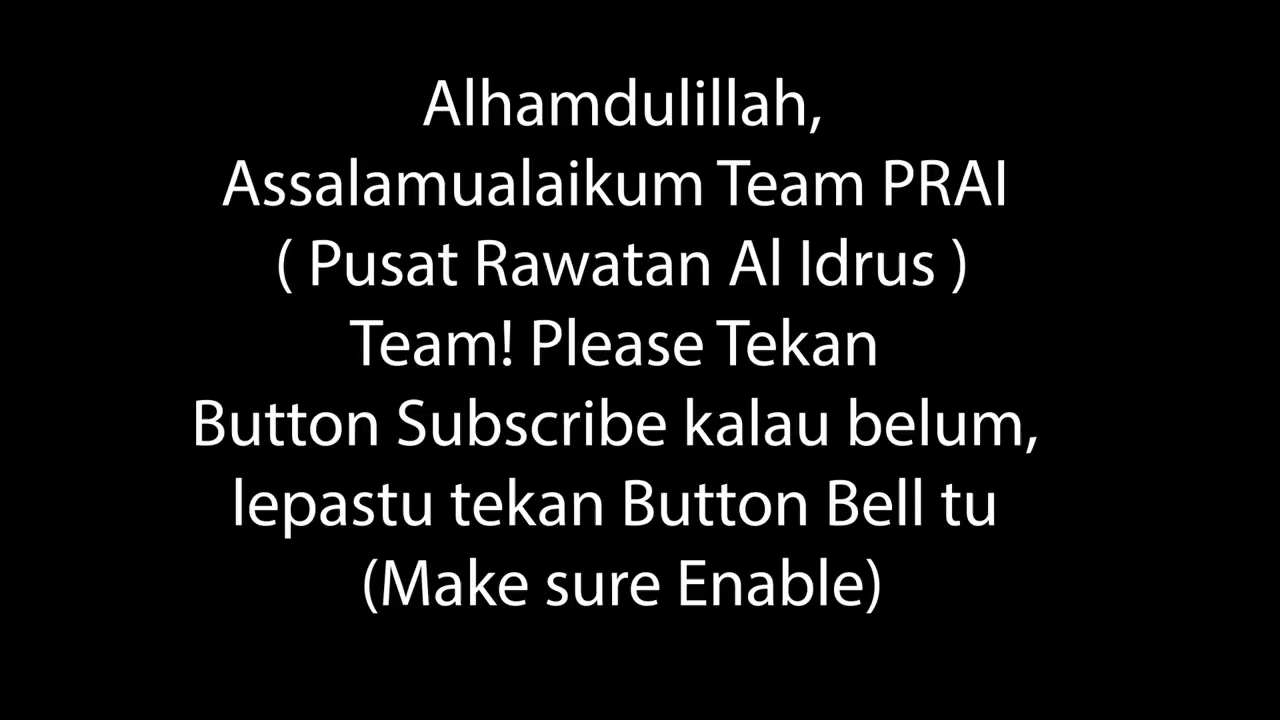 Alhamdulillah,
Assalamualaikum Team PRAI
( Pusat Rawatan Al Idrus )
Team! Please Tekan
Button Subscribe kalau belum,
lepastu tekan Button Bell tu
(Make sure Enable)